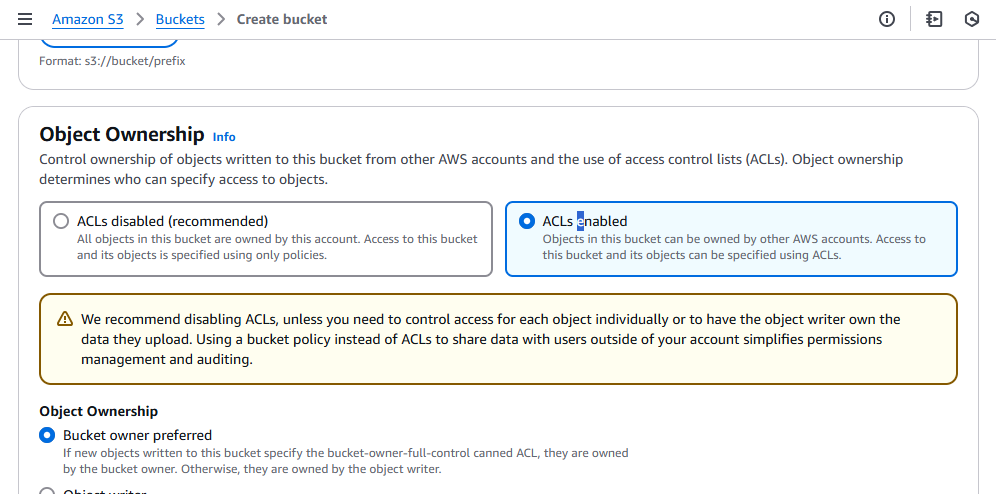 Amazon S3 > Buckets > Create bucket
Format: s3://bucket/prefix
Object Ownership Info
Control ownership of objects written to this bucket from other AWS accounts and the use of access control lists (ACLs). Object ownership
determines who can specify access to objects.
ACLs disabled (recommended)
All objects in this bucket are owned by this account. Access to this bucket
and its objects is specified using only policies.
ACLs enabled
Objects in this bucket can be owned by other AWS accounts. Access to
this bucket and its objects can be specified using ACLs.
We recommend disabling ACLs, unless you need to control access for each object individually or to have the object writer own the
data they upload. Using a bucket policy instead of ACLs to share data with users outside of your account simplifies permissions
management and auditing.
Object Ownership
Bucket owner preferred
If new objects written to this bucket specify the bucket-owner-full-control canned ACL, they are owned
by the bucket owner. Otherwise, they are owned by the object writer.
Object writer